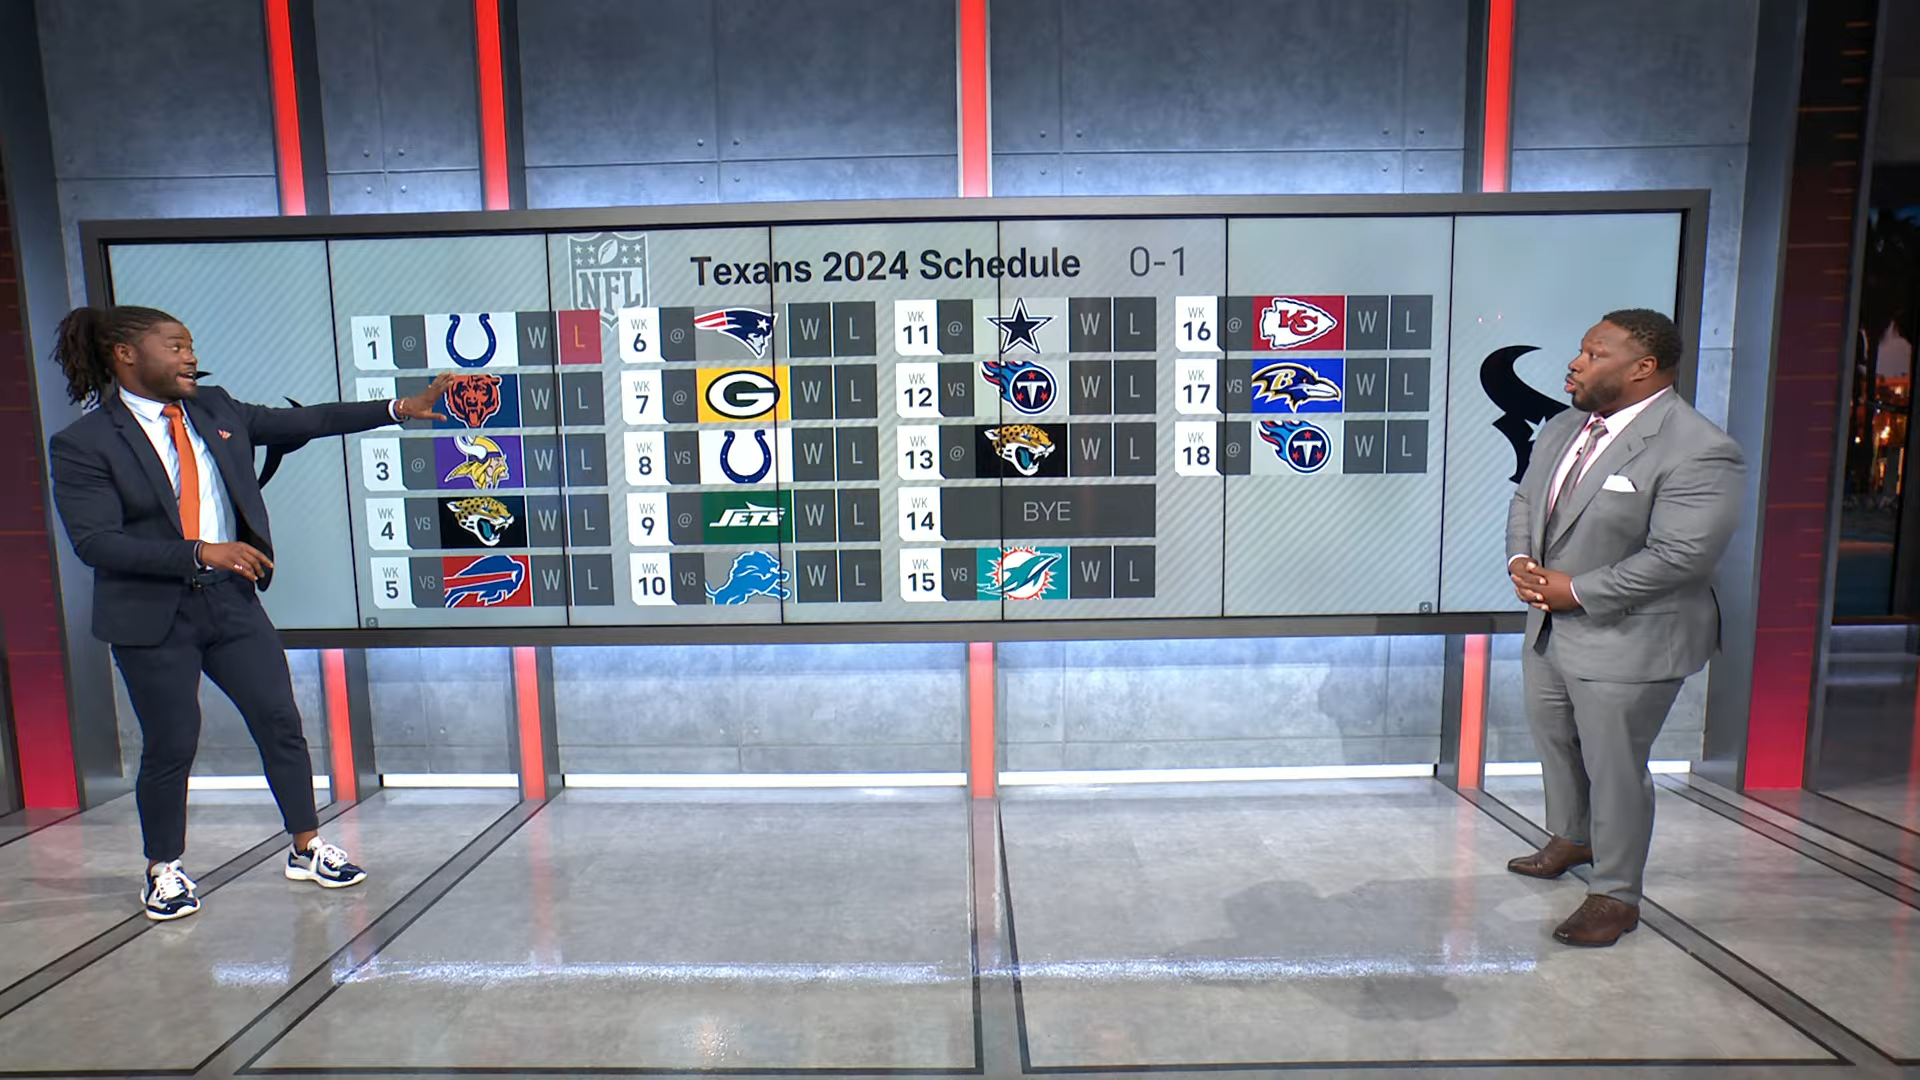 NFL
Texans 2024 Schedule 0-1
WK 1 @ W L
WK W L
WK 3 @ W L
WK 4 VS W L
WK 5 VS W L
WK 6 @ W L
WK 7 @ G W L
WK 8 VS W L
WK 9 @ JETS W L
WK 10 VS W L
WK 11 @ W L
WK 12 VS T W L
WK 13 @ W L
WK 14 BYE
WK 15 VS W L
WK 16 @ KC W L
WK 17 VS B W L
WK 18 @ T W L